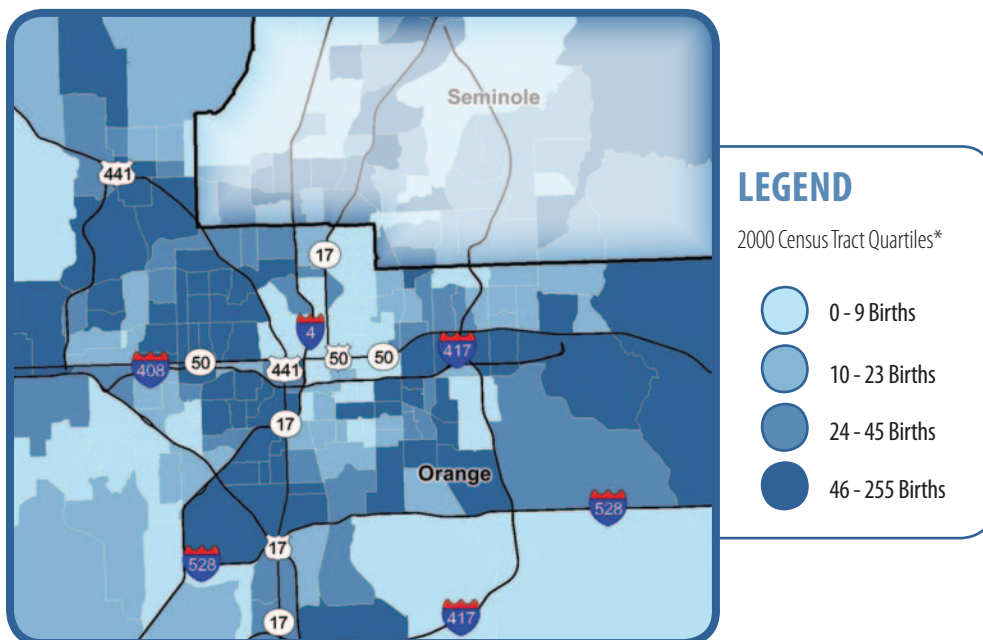 Seminole
441
17
LEGEND
2000 Census Tract Quartiles*
0 - 9 Births
4
50
50
417
408
50
441
10 - 23 Births
17
24 - 45 Births
Orange
46 - 255 Births
528
17
528
417
17